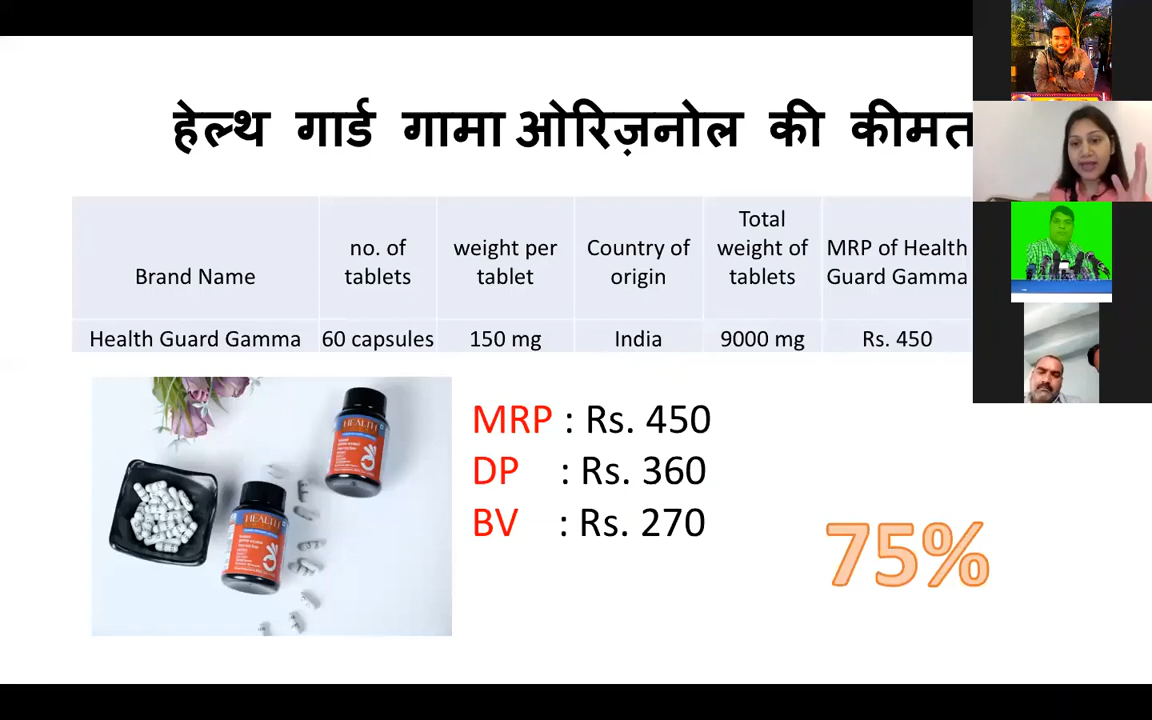 हेल्थ गार्ड गामा ओरिज़नोल की कीमत
Brand Name
no. of
tablets
weight per
tablet
Country of
origin
Total
weight of
tablets
MRP of Health
Guard Gamma
Health Guard Gamma
60 capsules
150 mg
India
9000 mg
Rs. 450
HEALTH
HEALTH
MRP : Rs. 450
DP : Rs. 360
BV : Rs. 270
75%